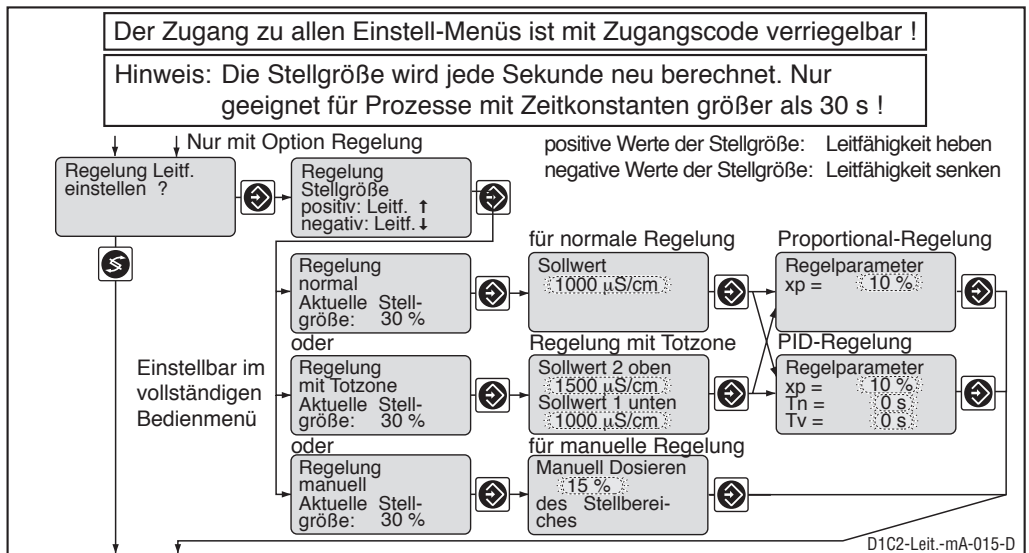 Der Zugang zu allen Einstell-Menüs ist mit Zugangscode verriegelbar !
Hinweis: Die Stellgröße wird jede Sekunde neu berechnet. Nur
geeignet für Prozesse mit Zeitkonstanten größer als 30 s !
Nur mit Option Regelung
positive Werte der Stellgröße: Leitfähigkeit heben
negative Werte der Stellgröße: Leitfähigkeit senken
Regelung Leitf.
einstellen ?
Regelung
Stellgröße
positiv: Leitf. ↑
negativ: Leitf. ↓
für normale Regelung
Proportional-Regelung
Regelung
normal
Aktuelle Stell-
größe: 30 %
Sollwert
1000 µS/cm
Regelparameter
xp = 10 %
oder
Regelung mit Totzone
PID-Regelung
Einstellbar im
vollständigen
Bedienmenü
Regelung
mit Totzone
Aktuelle Stell-
größe: 30 %
Sollwert 2 oben
1500 µS/cm
Sollwert 1 unten
1000 µS/cm
Regelparameter
xp = 10 %
Tn = 0 s
Tv = 0 s
oder
für manuelle Regelung
Regelung
manuell
Aktuelle Stell-
größe: 30 %
Manuell Dosieren
15 %
des Stellberei-
ches
D1C2-Leit.-mA-015-D